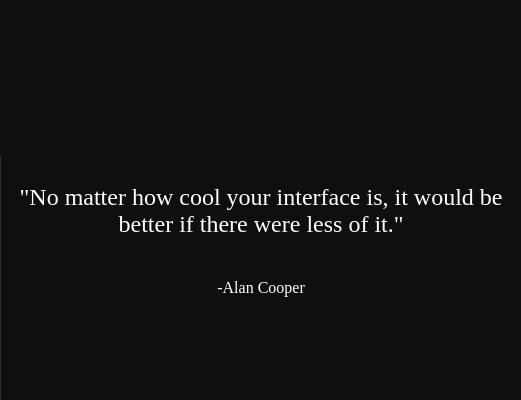 "No matter how cool your interface is, it would be
better if there were less of it."
-Alan Cooper